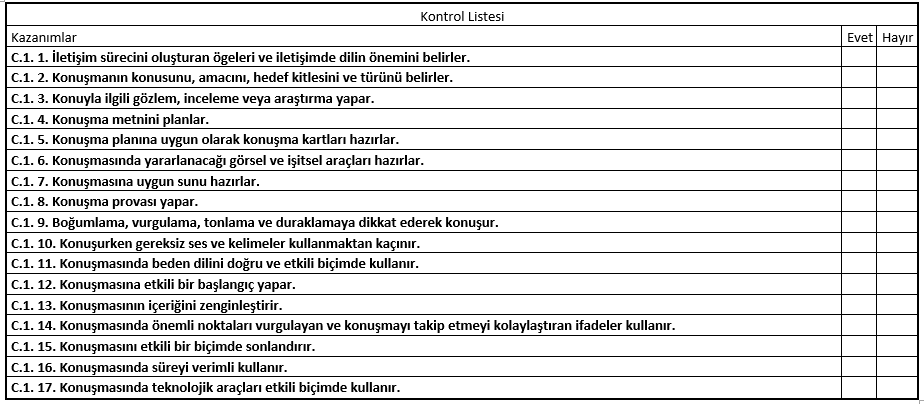 Kontrol Listesi
Kazanımlar Evet Hayır
C.1. 1. İletişim sürecini oluşturan ögeleri ve iletişimde dilin önemini belirler.
C.1. 2. Konuşmanın konusunu, amacını, hedef kitlesini ve türünü belirler.
C.1. 3. Konuyla ilgili gözlem, inceleme veya araştırma yapar.
C.1. 4. Konuşma metnini planlar.
C.1. 5. Konuşma planına uygun olarak konuşma kartları hazırlar.
C.1. 6. Konuşmasında yararlanacağı görsel ve işitsel araçları hazırlar.
C.1. 7. Konuşmasına uygun sunu hazırlar.
C.1. 8. Konuşma provası yapar.
C.1. 9. Boğumlama, vurgulama, tonlama ve duraklamaya dikkat ederek konuşur.
C.1. 10. Konuşurken gereksiz ses ve kelimeler kullanmaktan kaçınır.
C.1. 11. Konuşmasında beden dilini doğru ve etkili biçimde kullanır.
C.1. 12. Konuşmasına etkili bir başlangıç yapar.
C.1. 13. Konuşmasının içeriğini zenginleştirir.
C.1. 14. Konuşmasında önemli noktaları vurgulayan ve konuşmayı takip etmeyi kolaylaştıran ifadeler kullanır.
C.1. 15. Konuşmasını etkili bir biçimde sonlandırır.
C.1. 16. Konuşmasında süreyi verimli kullanır.
C.1. 17. Konuşmasında teknolojik araçları etkili biçimde kullanır.